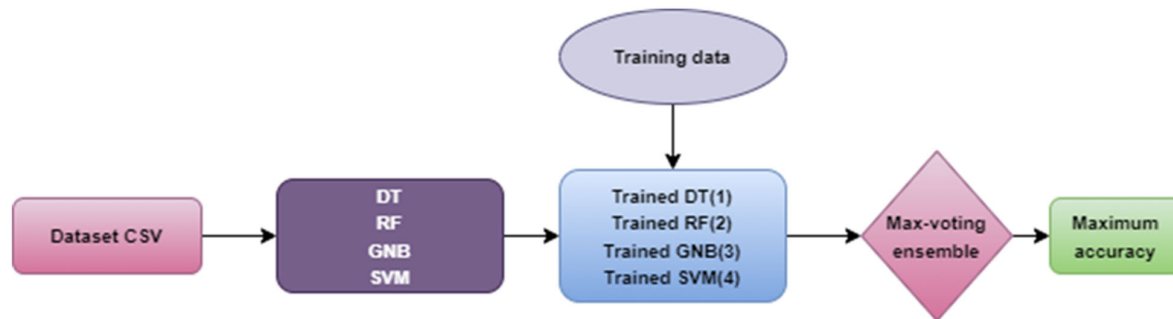 Training data
Dataset CSV
DT
RF
GNB
SVM
Trained DT(1)
Trained RF(2)
Trained GNB(3)
Trained SVM(4)
Max-voting
ensemble
Maximum
accuracy